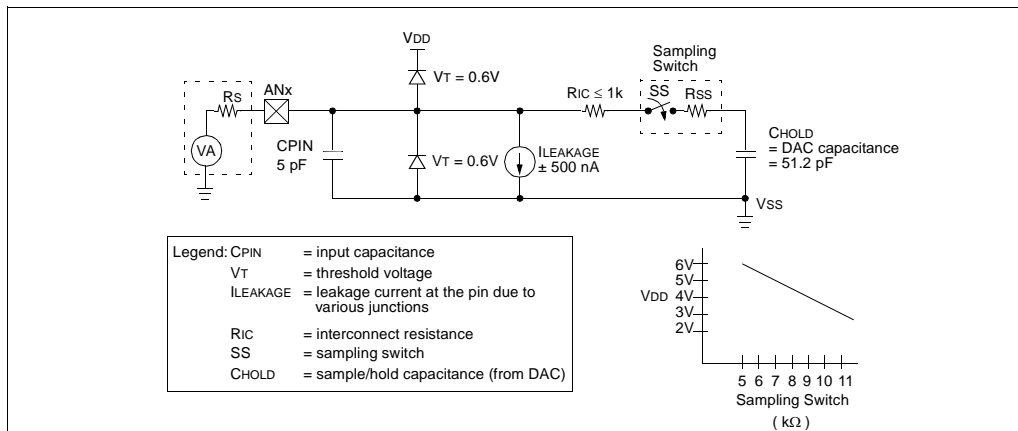 VDD
Sampling
Switch
VT = 0.6V
ANx
RS
RIC ≤ 1k
SS
RSS
CHOLD
= DAC capacitance
= 51.2 pF
VA
CPIN
5 pF
VT = 0.6V
ILEAKAGE
± 500 nA
VSS
Legend: CPIN = input capacitance
VT = threshold voltage
ILEAKAGE = leakage current at the pin due to
various junctions
RIC = interconnect resistance
SS = sampling switch
CHOLD = sample/hold capacitance (from DAC)
6V
5V
VDD 4V
3V
2V
5 6 7 8 9 10 11
Sampling Switch
( kΩ )